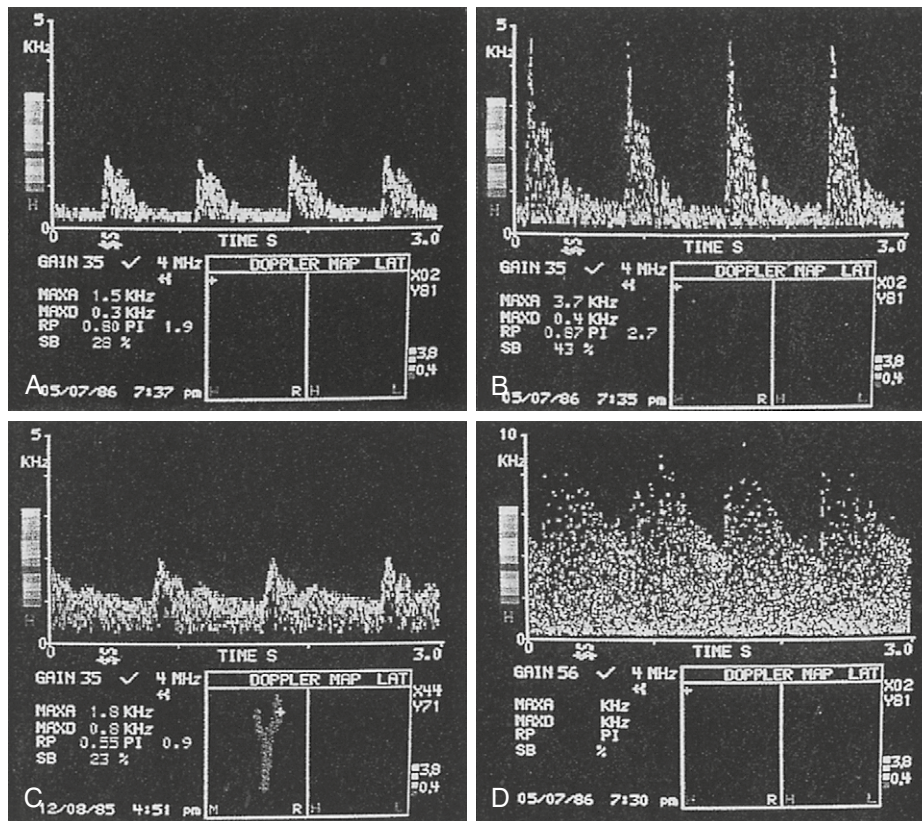 5
KHz
H
0
0
TIME S
3.0
GAIN 35 ✓ 4 MHz
DOPPLER MAP LAT
X02
Y81
MAXA 1.5 KHz
MAXD 0.3 KHz
RP 0.80 PI 1.9
SB 28 %
3,8
0,4
H R H L
A
05/07/86 7:37 pm
5
KHz
H
0
0
TIME S
3.0
GAIN 35 ✓ 4 MHz
DOPPLER MAP LAT
X02
Y81
MAXA 3.7 KHz
MAXD 0.4 KHz
RP 0.87 PI 2.7
SB 43 %
3,8
0,4
H R H L
B
05/07/86 7:35 pm
5
KHz
H
0
0
TIME S
3.0
GAIN 35 ✓ 4 MHz
DOPPLER MAP LAT
X44
Y71
MAXA 1.8 KHz
MAXD 0.8 KHz
RP 0.55 PI 0.9
SB 23 %
3,8
0,4
M R H L
C
12/08/85 4:51 pm
10
KHz
H
0
0
TIME S
3.0
GAIN 56 ✓ 4 MHz
DOPPLER MAP LAT
X02
Y81
MAXA KHz
MAXD KHz
RP PI
SB %
3,8
0,4
H R H L
D
05/07/86 7:30 pm